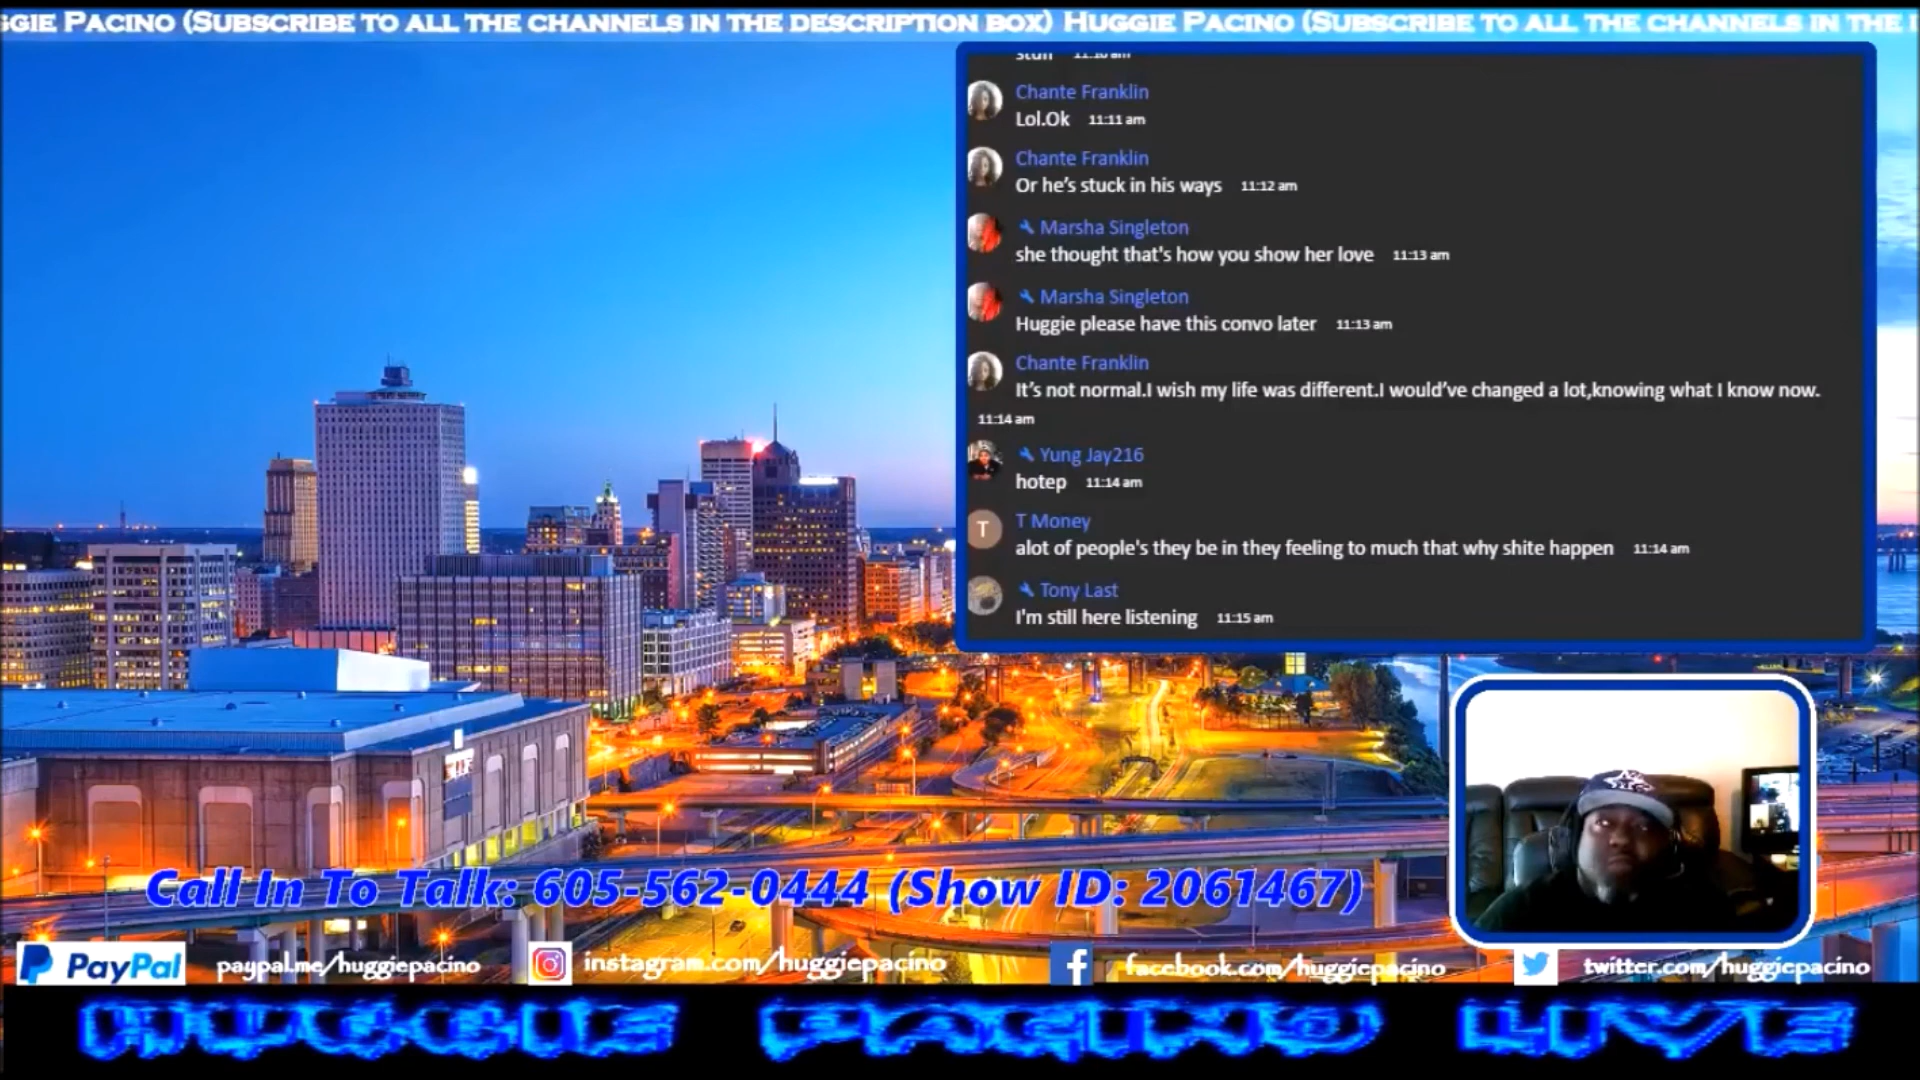 GGIE PACINO (SUBSCRIBE TO ALL THE CHANNELS IN THE DESCRIPTION BOX) HUGGIE PACINO (SUBSCRIBE TO ALL THE CHANNELS IN THE
stuff 11:10 am
Chante Franklin
Lol.Ok 11:11 am
Chante Franklin
Or he’s stuck in his ways 11:12 am
Marsha Singleton
she thought that's how you show her love 11:13 am
Marsha Singleton
Huggie please have this convo later 11:13 am
Chante Franklin
It’s not normal.I wish my life was different.I would’ve changed a lot,knowing what I know now.
11:14 am
Yung Jay216
hotep 11:14 am
T
T Money
alot of people's they be in they feeling to much that why shite happen 11:14 am
Tony Last
I'm still here listening 11:15 am
Call In To Talk: 605-562-0444 (Show ID: 2061467)
PayPal paypal.me/huggiepacino instagram.com/huggiepacino facebook.com/huggiepacino twitter.com/huggiepacino
HUGGIE PACINO LIVE